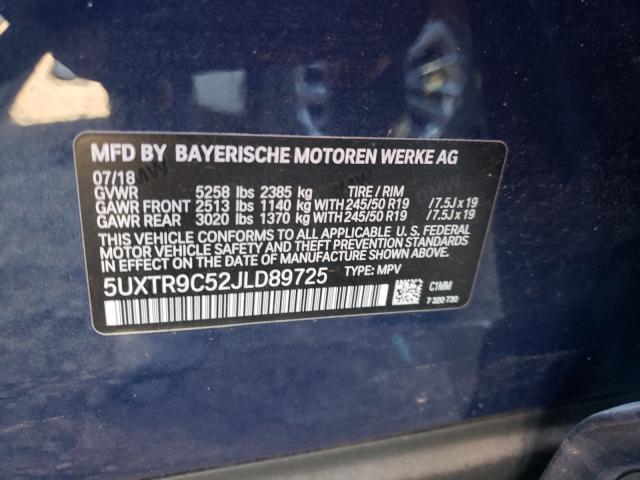 MFD BY BAYERISCHE MOTOREN WERKE AG
07/18
GVWR 5258 lbs 2385 kg TIRE / RIM
GAWR FRONT 2513 lbs 1140 kg WITH 245/50 R19 /7.5J x 19
GAWR REAR 3020 lbs 1370 kg WITH 245/50 R19 /7.5J x 19
THIS VEHICLE CONFORMS TO ALL APPLICABLE U. S. FEDERAL
MOTOR VEHICLE SAFETY AND THEFT PREVENTION STANDARDS
IN EFFECT ON THE DATE OF MANUFACTURE SHOWN ABOVE.
5UXTR9C52JLD89725 TYPE: MPV
C1MM
7 320 730